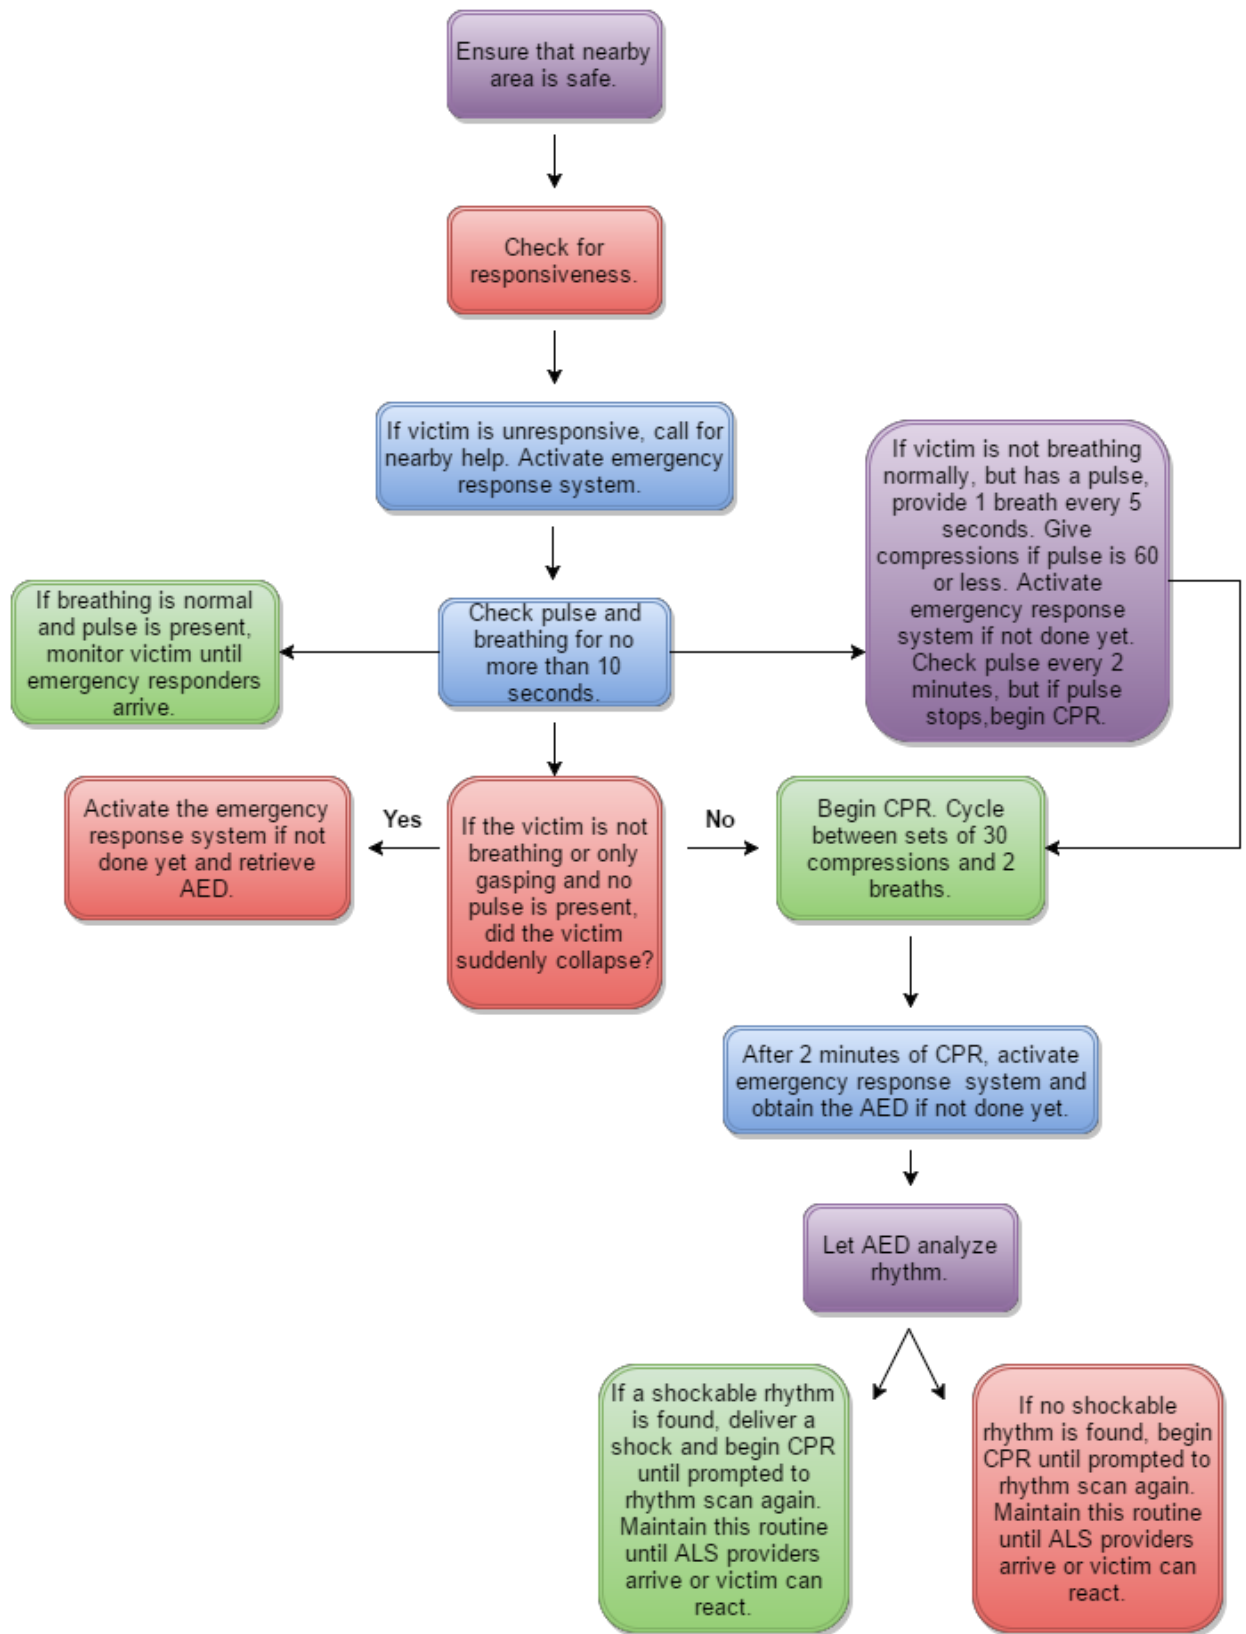 Ensure that nearby
area is safe.
Check for
responsiveness.
If victim is unresponsive, call for
nearby help. Activate emergency
response system.
If victim is not breathing
normally, but has a pulse,
provide 1 breath every 5
seconds. Give
compressions if pulse is 60
or less. Activate
emergency response
system if not done yet.
Check pulse every 2
minutes, but if pulse
stops,begin CPR.
If breathing is normal
and pulse is present,
monitor victim until
emergency responders
arrive.
Check pulse and
breathing for no
more than 10
seconds.
Activate the emergency
response system if not
done yet and retrieve
AED.
Yes
If the victim is not
breathing or only
gasping and no
pulse is present,
did the victim
suddenly collapse?
No
Begin CPR. Cycle
between sets of 30
compressions and 2
breaths.
After 2 minutes of CPR, activate
emergency response  system and
obtain the AED if not done yet.
Let AED analyze
rhythm.
If a shockable rhythm
is found, deliver a
shock and begin CPR
until prompted to
rhythm scan again.
Maintain this routine
until ALS providers
arrive or victim can
react.
If no shockable
rhythm is found, begin
CPR until prompted to
rhythm scan again.
Maintain this routine
until ALS providers
arrive or victim can
react.